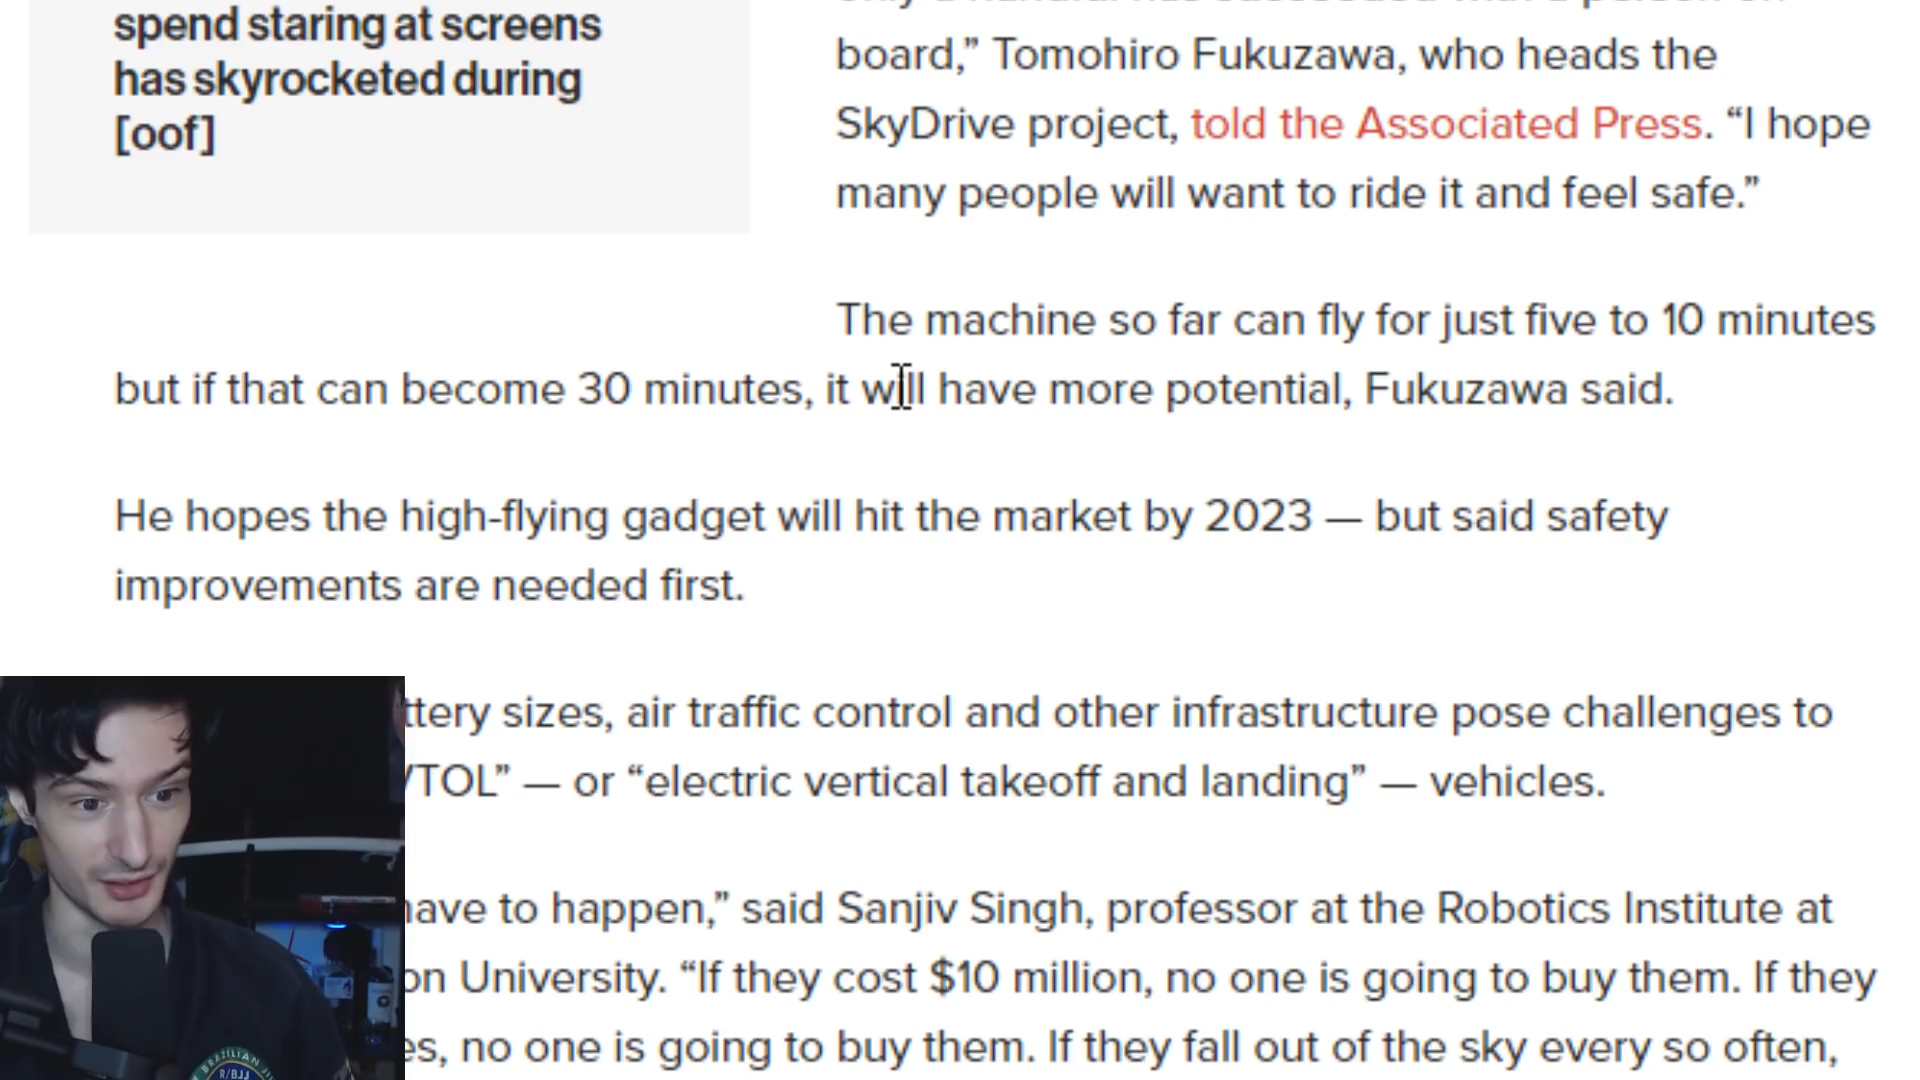 spend staring at screens
has skyrocketed during
[oof]
board,” Tomohiro Fukuzawa, who heads the
SkyDrive project, told the Associated Press. “I hope
many people will want to ride it and feel safe.”
The machine so far can fly for just five to 10 minutes
but if that can become 30 minutes, it will have more potential, Fukuzawa said.
He hopes the high-flying gadget will hit the market by 2023 — but said safety
improvements are needed first.
ttery sizes, air traffic control and other infrastructure pose challenges to
/TOL” — or “electric vertical takeoff and landing” — vehicles.
have to happen,” said Sanjiv Singh, professor at the Robotics Institute at
on University. “If they cost $10 million, no one is going to buy them. If they
es, no one is going to buy them. If they fall out of the sky every so often,
BRAZILIAN JI
R/BJJ